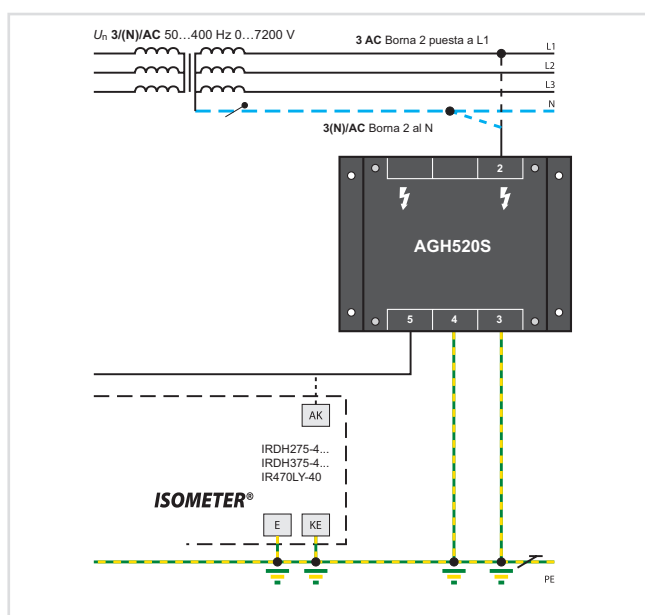 Un 3/(N)/AC 50…400 Hz 0…7200 V
3 AC Borna 2 puesta a L1
L1
L2
L3
N
3(N)/AC Borna 2 al N
2
AGH520S
5 4 3
AK
IRDH275-4...
IRDH375-4...
IR470LY-40
ISOMETER®
E KE
PE